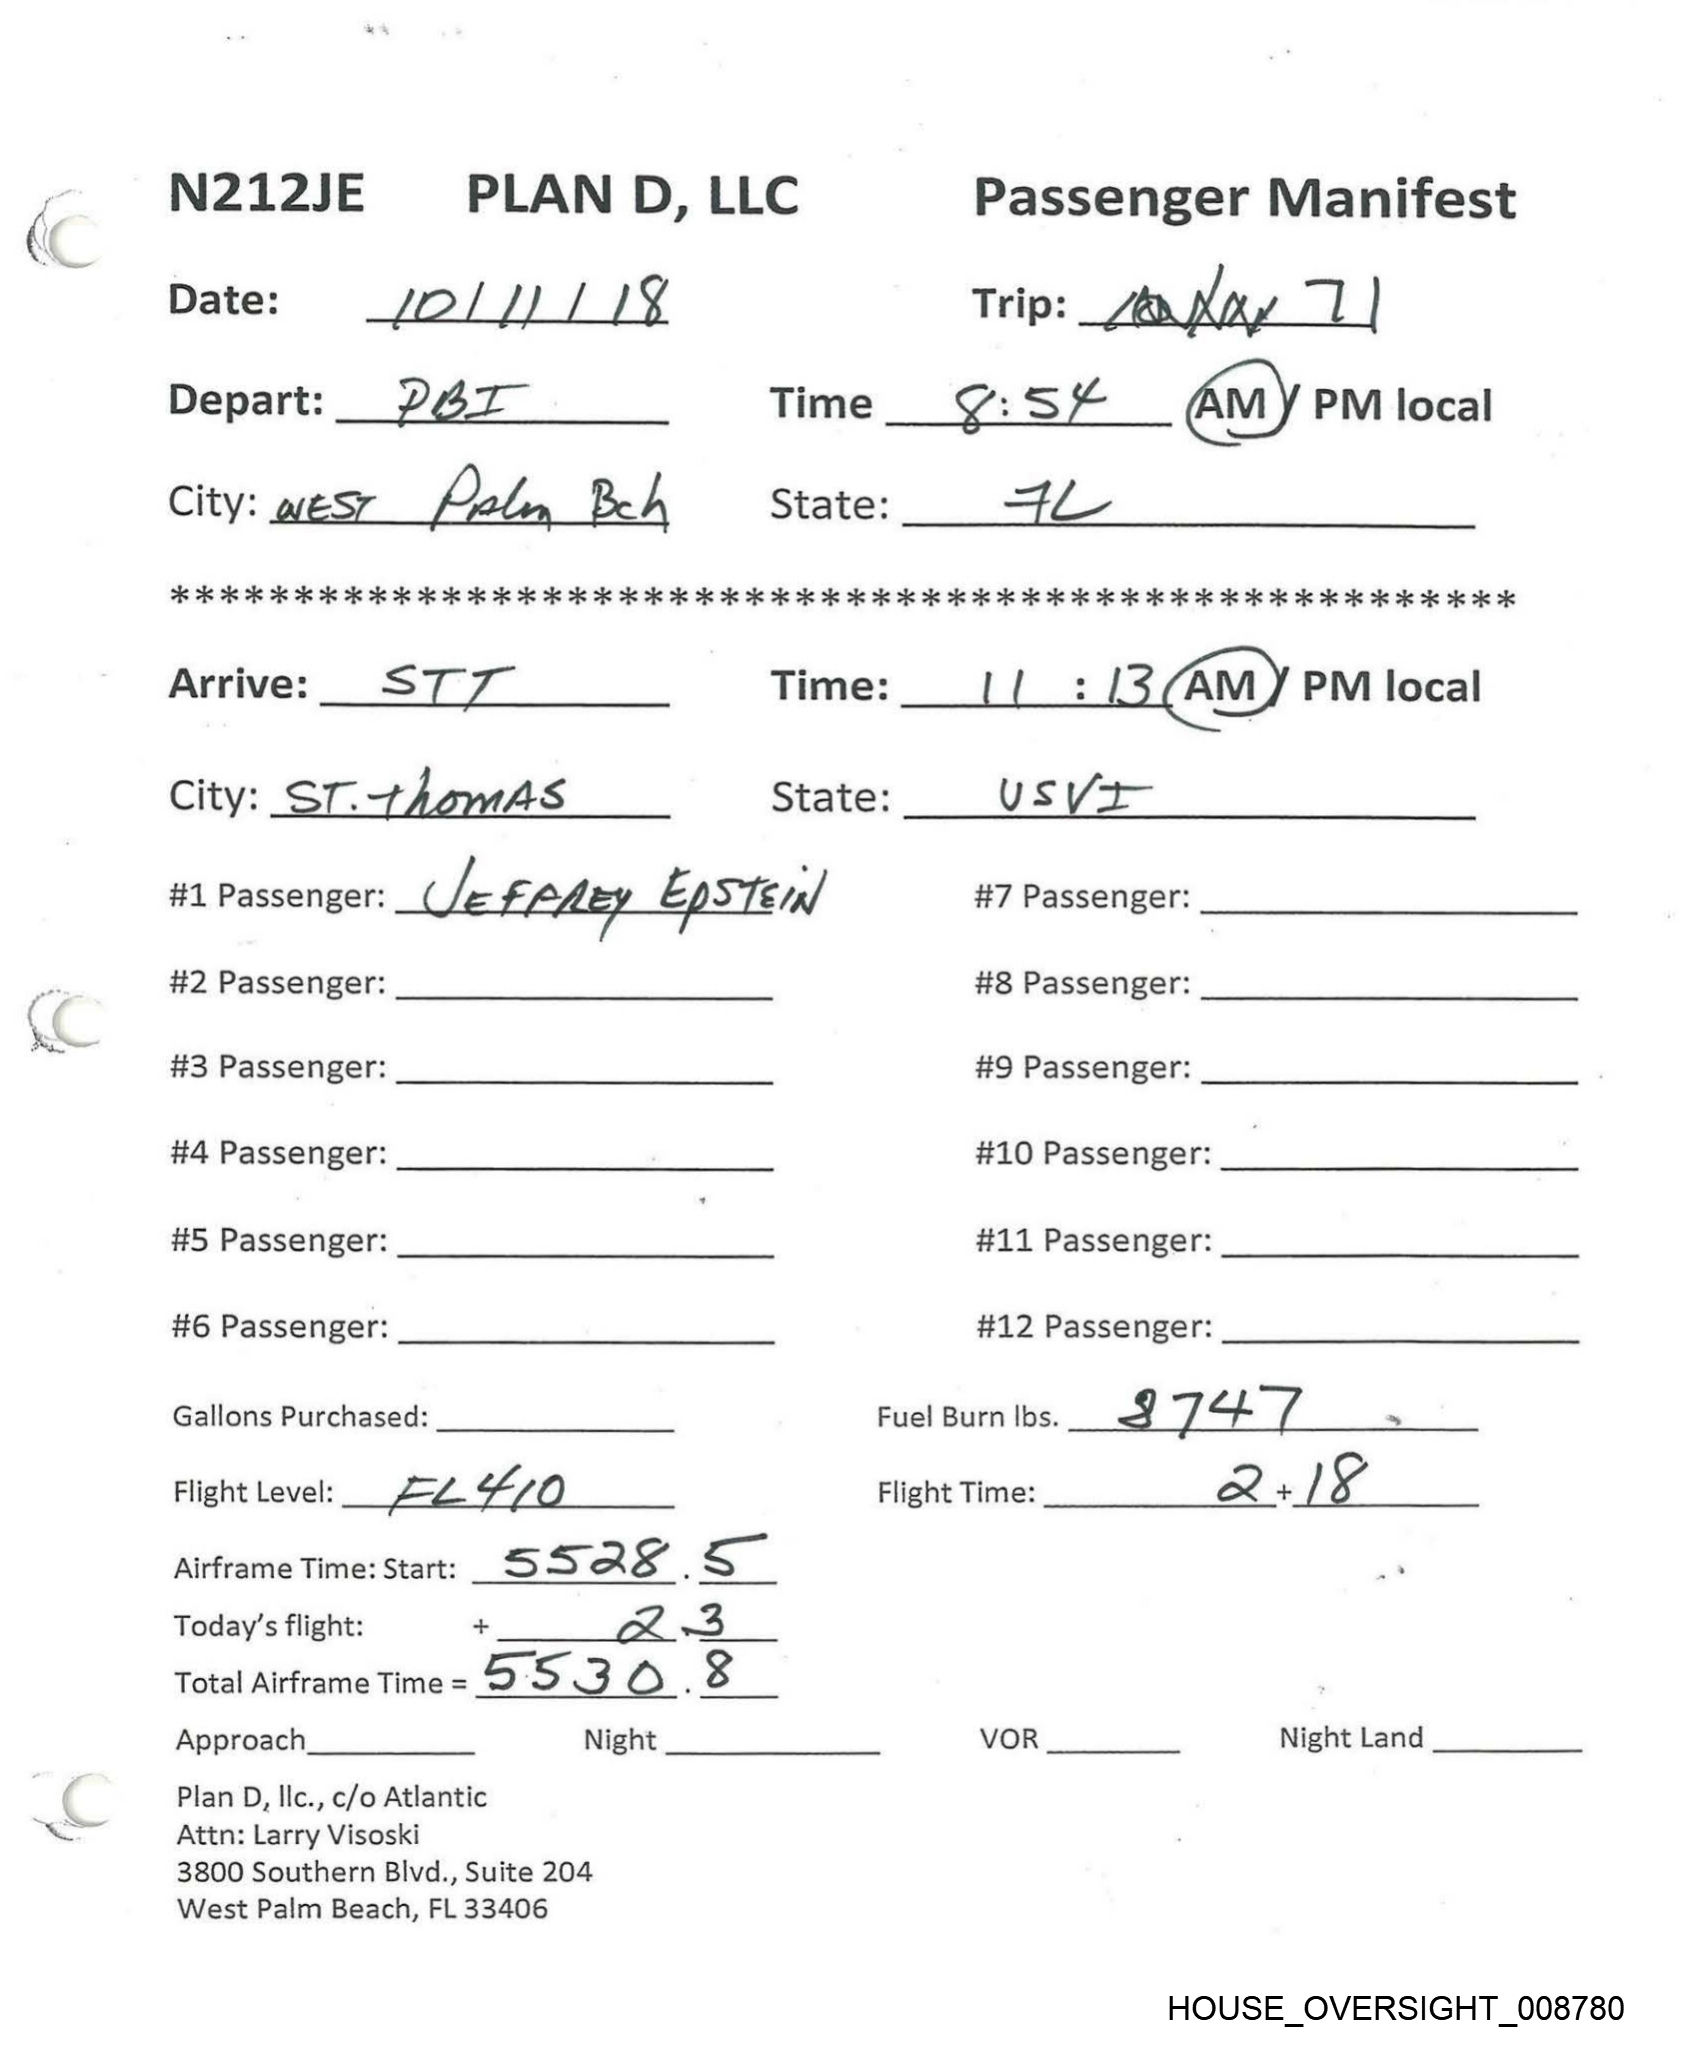 N212JE PLAN D, LLC Passenger Manifest
Date: 10/11/18 Trip: 71
Depart: PBI Time 8:54 AM / PM local
City: WEST Palm Bch State: FL
******************************************************
Arrive: STT Time: 11:13 AM / PM local
City: ST. thomAS State: USVI
#1 Passenger: JEFFREY EPSTEIN #7 Passenger:
#2 Passenger: #8 Passenger:
#3 Passenger: #9 Passenger:
#4 Passenger: #10 Passenger:
#5 Passenger: #11 Passenger:
#6 Passenger: #12 Passenger:
Gallons Purchased: Fuel Burn lbs. 8747
Flight Level: FL410 Flight Time: 2+18
Airframe Time: Start: 5528.5
Today's flight: + 2.3
Total Airframe Time = 5530.8
Approach Night VOR Night Land
Plan D, llc., c/o Atlantic
Attn: Larry Visoski
3800 Southern Blvd., Suite 204
West Palm Beach, FL 33406
HOUSE_OVERSIGHT_008780